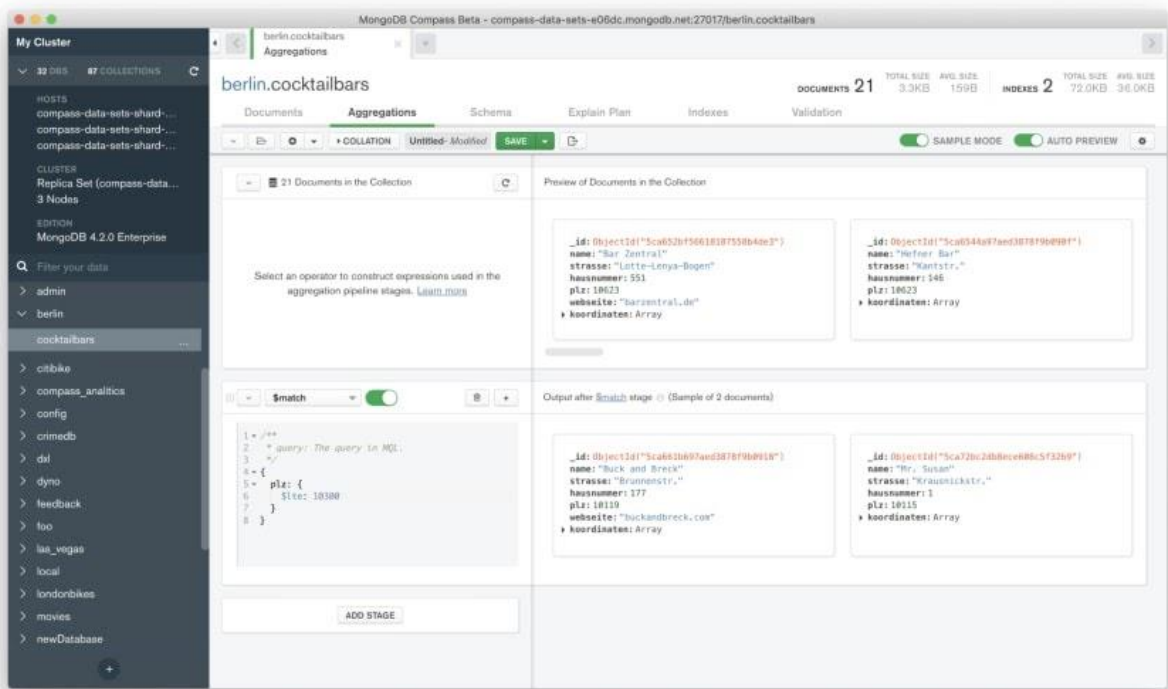 MongoDB Compass Beta - compass-data-sets-e06dc.mongodb.net:27017/berlin.cocktailbars
My Cluster
32 DBS 87 COLLECTIONS
HOSTS
compass-data-sets-shard-...
compass-data-sets-shard-...
compass-data-sets-shard-...
CLUSTER
Replica Set (compass-data...
3 Nodes
EDITION
MongoDB 4.2.0 Enterprise
Filter your data
admin
berlin
cocktailbars
...
citibike
compass_analitics
config
crimedb
dyno
feedback
foo
las_vegas
local
londonbikes
movies
newDatabase
berlin.cocktailbars
Aggregations
berlin.cocktailbars
DOCUMENTS 21 TOTAL SIZE 3.3KB AVG. SIZE 159B INDEXES 2 TOTAL SIZE 72.0KB AVG. SIZE 36.0KB
Documents Aggregations Schema Explain Plan Indexes Validation
COLLATION Untitled- Modified SAVE SAMPLE MODE AUTO PREVIEW
21 Documents in the Collection
Preview of Documents in the Collection
Select an operator to construct expressions used in the
aggregation pipeline stages. Learn more
_id: ObjectId("5ca652bf56618187558b4de3")
name: "Bar Zentral"
strasse: "Lotte-Lenya-Bogen"
hausnummer: 551
plz: 10623
webseite: "barzentral.de"
koordinaten: Array
_id: ObjectId("5ca6544a97aed3878f9b090f")
name: "Hefner Bar"
strasse: "Kantstr."
hausnummer: 146
plz: 10623
koordinaten: Array
$match
Output after $match stage (Sample of 2 documents)
1 /**
2 * query: The query in MQL.
3 */
4 {
5 plz: {
6 $lte: 10300
7 }
8 }
_id: ObjectId("5ca661b697aed3878f9b0918")
name: "Buck and Breck"
strasse: "Brunnenstr."
hausnummer: 177
plz: 10119
webseite: "buckandbreck.com"
koordinaten: Array
_id: ObjectId("5ca72bc2db8ece608c5f3269")
name: "Mr. Susan"
strasse: "Krausnickstr."
hausnummer: 1
plz: 10115
koordinaten: Array
ADD STAGE